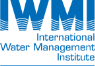 IWMI
International
Water Management
Institute